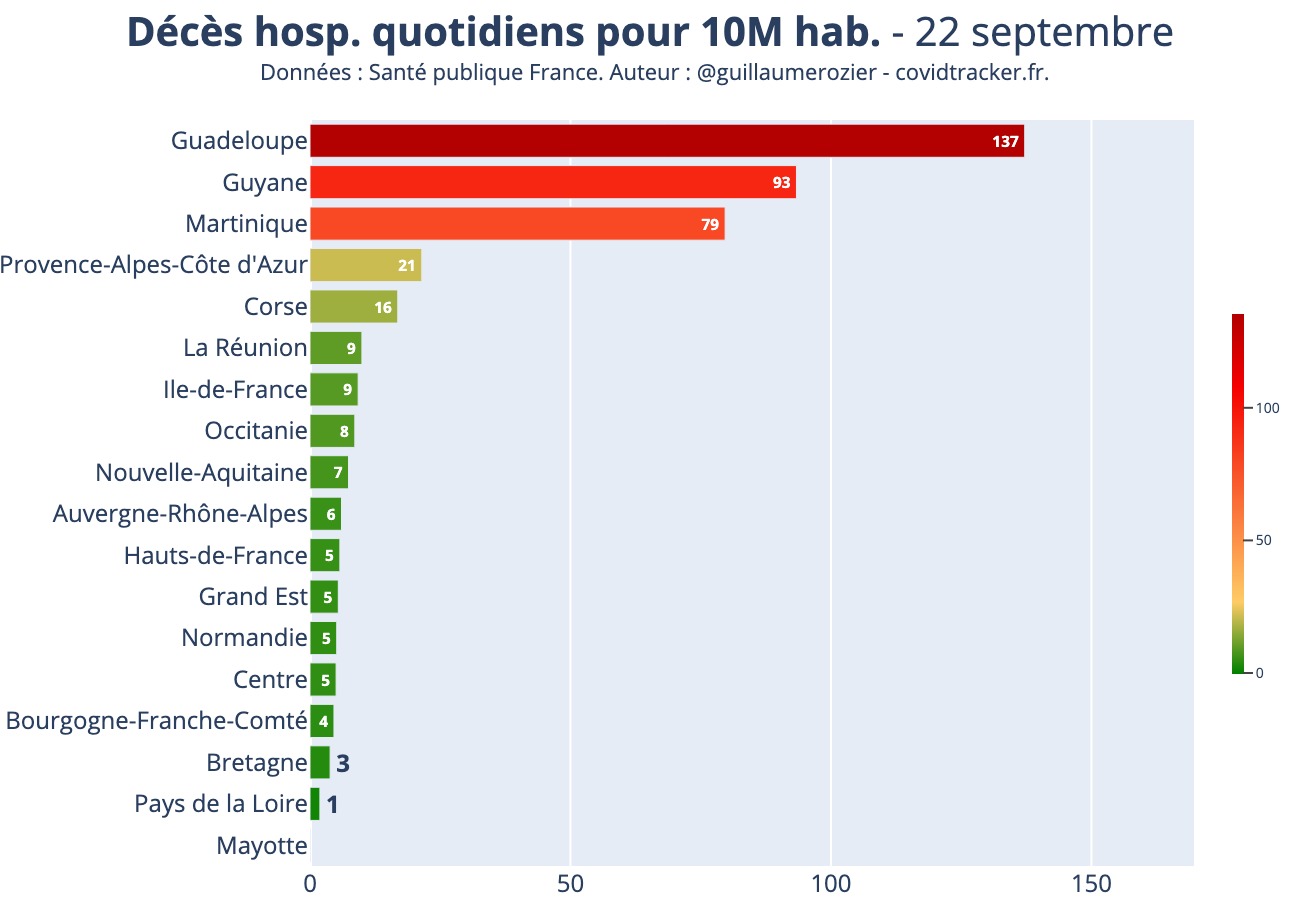 Décès hosp. quotidiens pour 10M hab. - 22 septembre
Données : Santé publique France. Auteur : @guillaumerozier - covidtracker.fr.
Guadeloupe 137
Guyane 93
Martinique 79
Provence-Alpes-Côte d'Azur 21
Corse 16
La Réunion 9
Ile-de-France 9
Occitanie 8
Nouvelle-Aquitaine 7
Auvergne-Rhône-Alpes 6
Hauts-de-France 5
Grand Est 5
Normandie 5
Centre 5
Bourgogne-Franche-Comté 4
Bretagne 3
Pays de la Loire 1
Mayotte
0 50 100 150
100
50
0